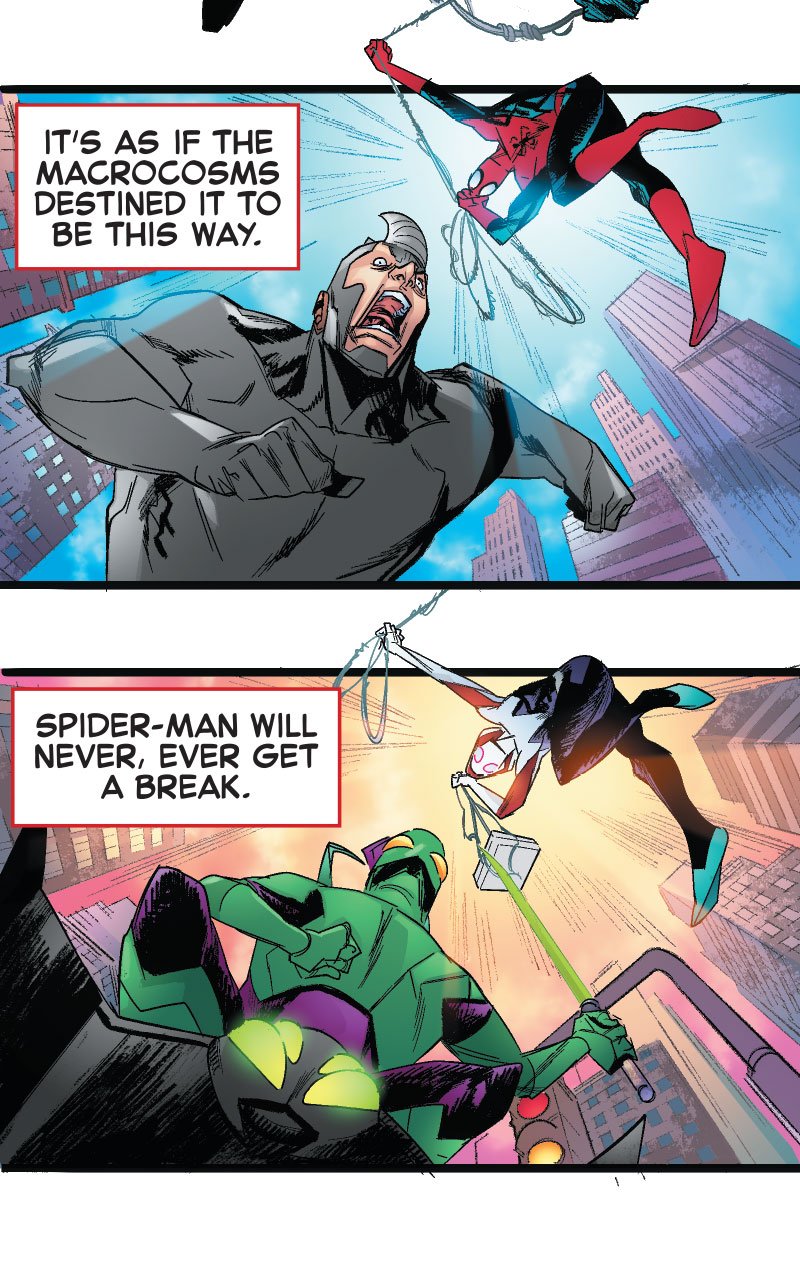 IT'S AS IF THE
MACROCOSMS
DESTINED IT TO
BE THIS WAY.
SPIDER-MAN WILL
NEVER, EVER GET
A BREAK.